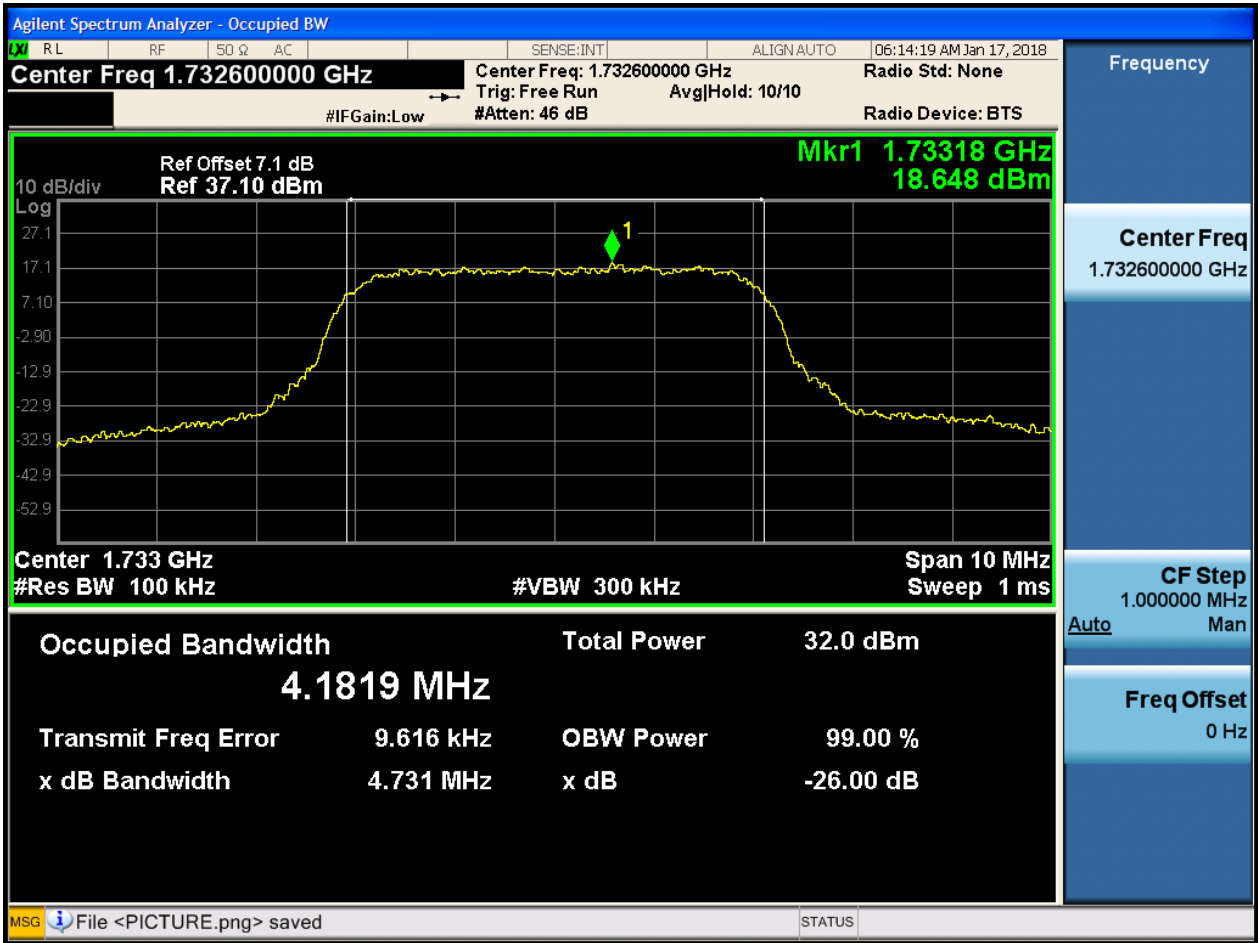 Agilent Spectrum Analyzer - Occupied BW
LXI RL RF 50 Ω AC SENSE:INT ALIGN AUTO 06:14:19 AM Jan 17, 2018
Center Freq 1.732600000 GHz
Center Freq: 1.732600000 GHz
Radio Std: None
Trig: Free Run Avg|Hold: 10/10
#IFGain:Low
#Atten: 46 dB
Radio Device: BTS
Mkr1 1.73318 GHz
18.648 dBm
Ref Offset 7.1 dB
10 dB/div Ref 37.10 dBm
Log
27.1
17.1
7.10
-2.90
-12.9
-22.9
-32.9
-42.9
-52.9
1
Center 1.733 GHz Span 10 MHz
#Res BW 100 kHz #VBW 300 kHz Sweep 1 ms
Occupied Bandwidth Total Power 32.0 dBm
4.1819 MHz
Transmit Freq Error 9.616 kHz OBW Power 99.00 %
x dB Bandwidth 4.731 MHz x dB -26.00 dB
Frequency
Center Freq
1.732600000 GHz
CF Step
1.000000 MHz
Auto Man
Freq Offset
0 Hz
MSG File <PICTURE.png> saved STATUS